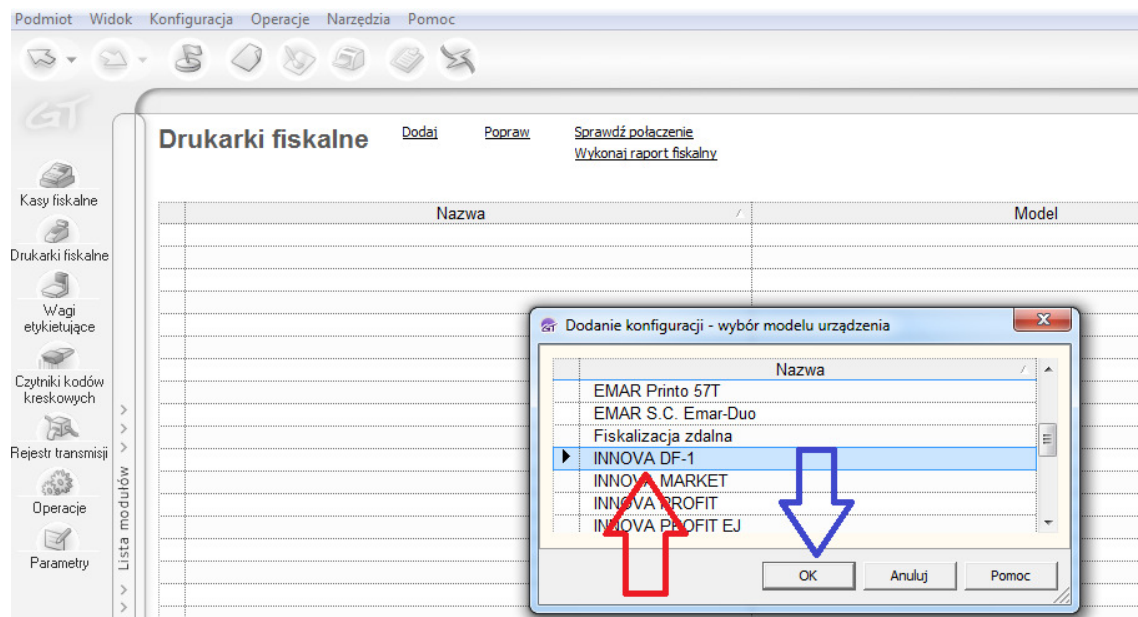 Podmiot Widok Konfiguracja Operacje Narzędzia Pomoc
GT
Drukarki fiskalne
Dodaj Popraw Sprawdź połaczenie
Wykonaj raport fiskalny
Kasy fiskalne
Drukarki fiskalne
Wagi
etykietujące
Czytniki kodów
kreskowych
Rejestr transmisji
Operacje
Parametry
Lista modułów
Nazwa Model
Dodanie konfiguracji - wybór modelu urządzenia
Nazwa
EMAR Printo 57T
EMAR S.C. Emar-Duo
Fiskalizacja zdalna
INNOVA DF-1
INNOVA MARKET
INNOVA PROFIT
INNOVA PROFIT EJ
OK Anuluj Pomoc